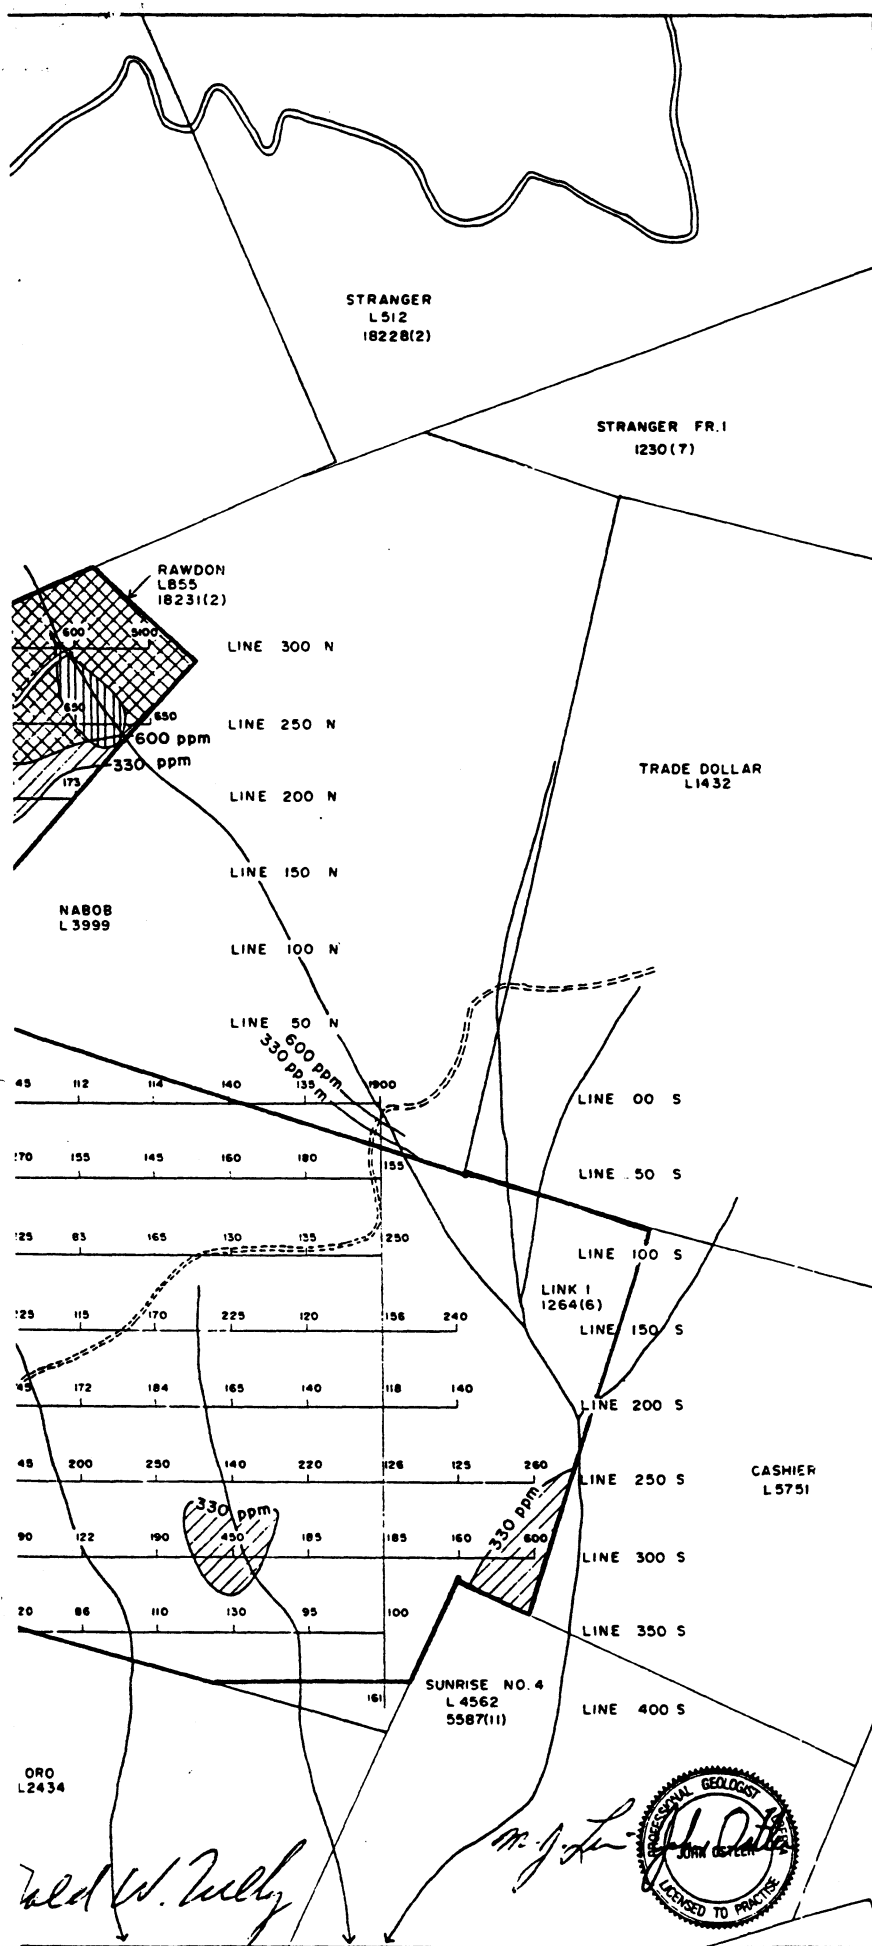 STRANGER
L512
18228(2)
STRANGER FR.1
1230(7)
RAWDON
L855
18231(2)
600 5100
LINE 300 N
650 650
LINE 250 N
600 ppm
330 ppm
173
LINE 200 N
TRADE DOLLAR
L1432
LINE 150 N
NABOB
L3999
LINE 100 N
LINE 50 N
600 ppm
330 ppm
45 112 114 140 135 1900
LINE 00 S
70 155 145 160 180 155
LINE 50 S
25 83 165 130 135 250
LINE 100 S
LINK 1
1264(6)
25 115 170 225 120 156 240
LINE 150 S
45 172 184 165 140 118 140
LINE 200 S
45 200 250 140 220 126 125 260
LINE 250 S
CASHIER
L5751
330 ppm
330 ppm
90 122 190 450 185 185 160 600
LINE 300 S
20 86 110 130 95 100
LINE 350 S
161
SUNRISE NO. 4
L 4562
5587(11)
LINE 400 S
ORO
L2434
PROFESSIONAL GEOLOGIST
JOHN OSTLER
LICENSED TO PRACTISE
W. Tully
John Ostler